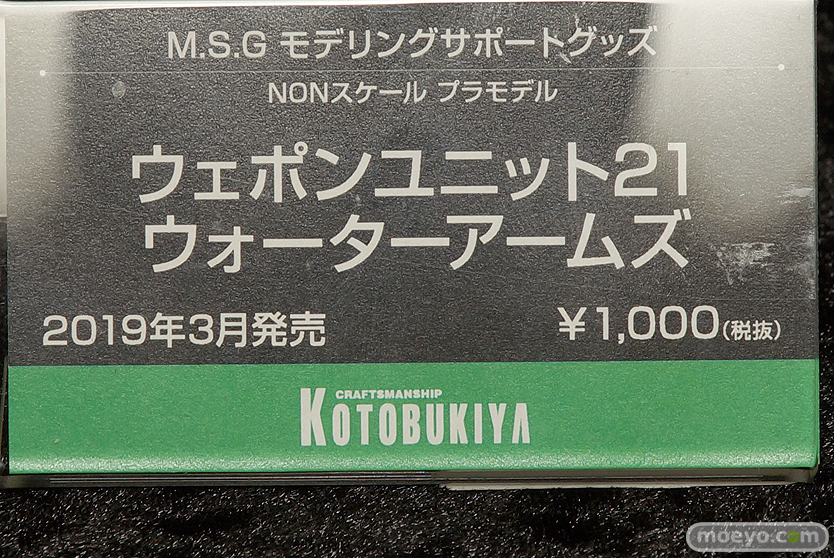 M.S.G モデリングサポートグッズ
NONスケール プラモデル
ウェポンユニット21
ウォーターアームズ
2019年3月発売 ¥1,000(税抜)
CRAFTSMANSHIP
KOTOBUKIYA
moeyo.com